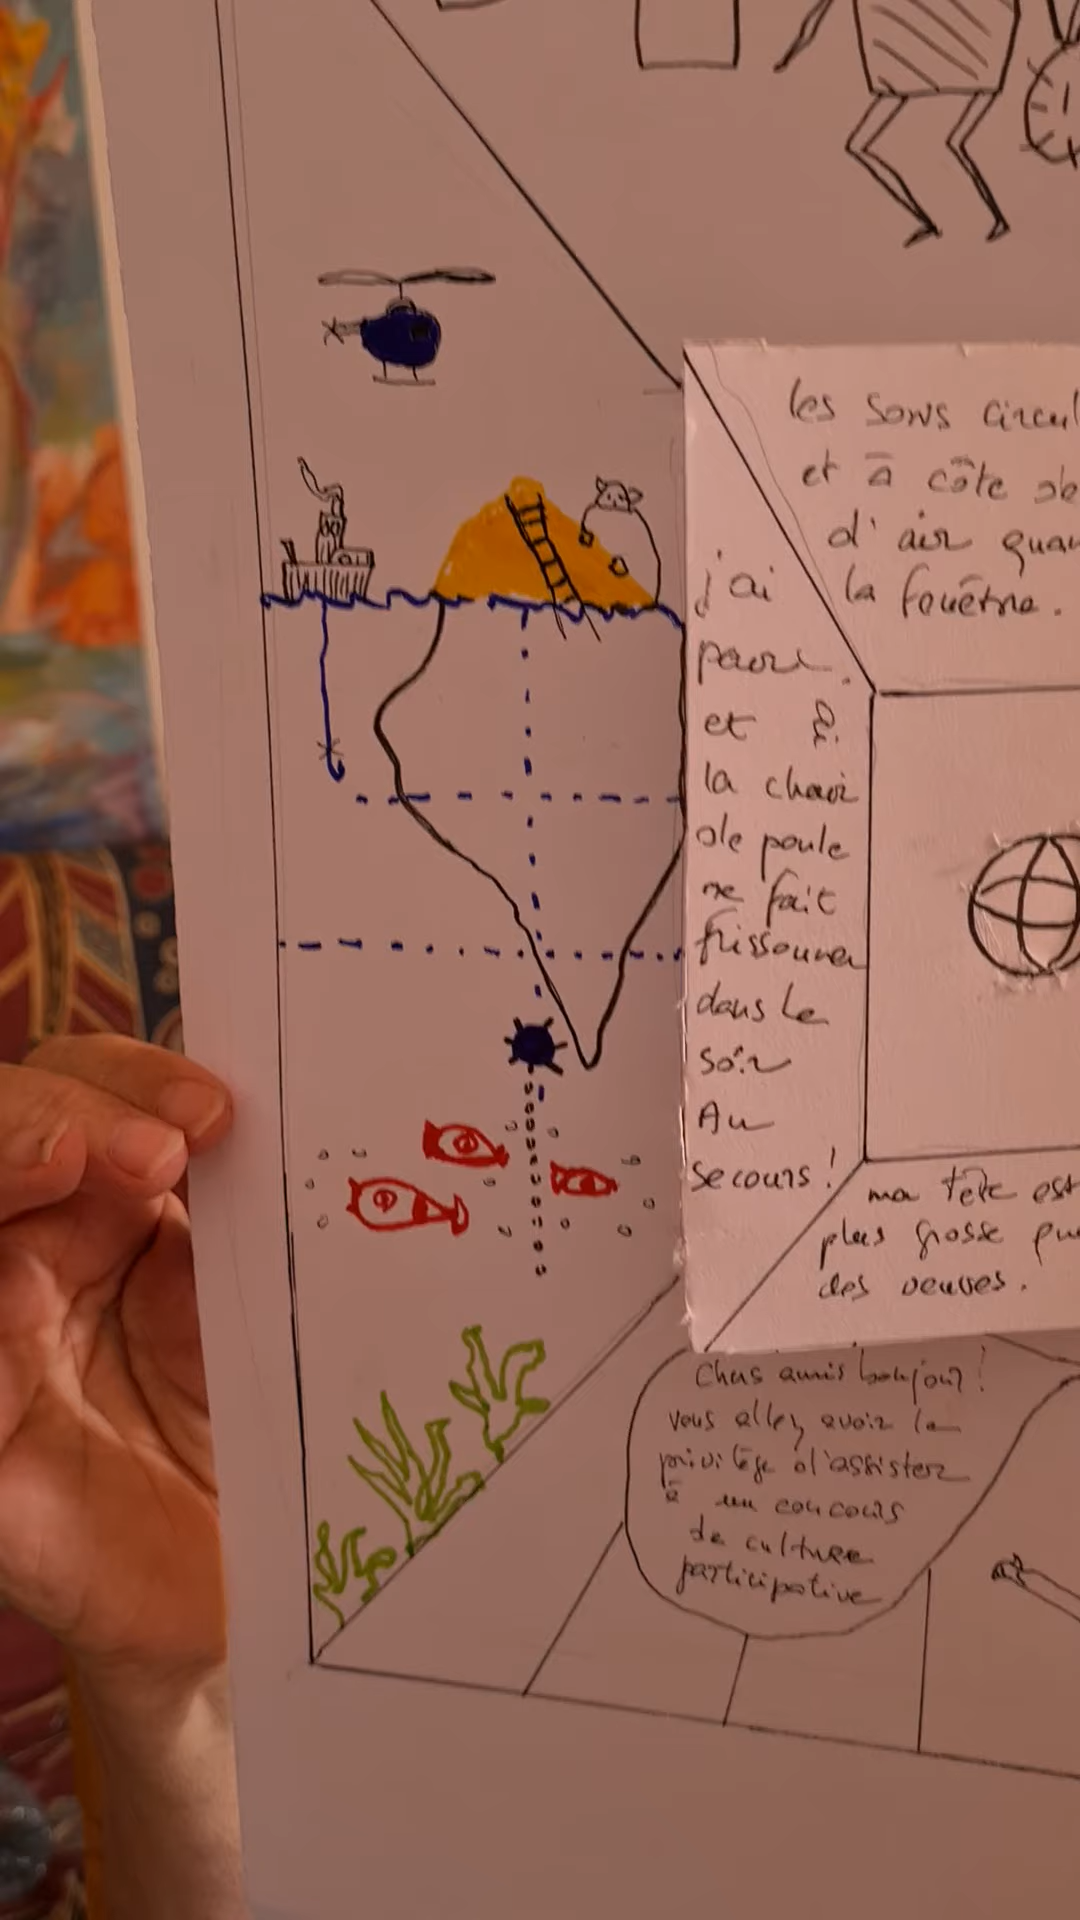 les sons circul
et à côté de
d'air quan
la fenêtre.
j'ai
peur
et
la chair
de poule
me fait
frissonner
dans le
soir
Au
secours!
ma tête est
plus grosse que
des veuves.
Chers amis bonjour!
vous allez avoir le
privilège d'assister
à un concours
de culture
participative